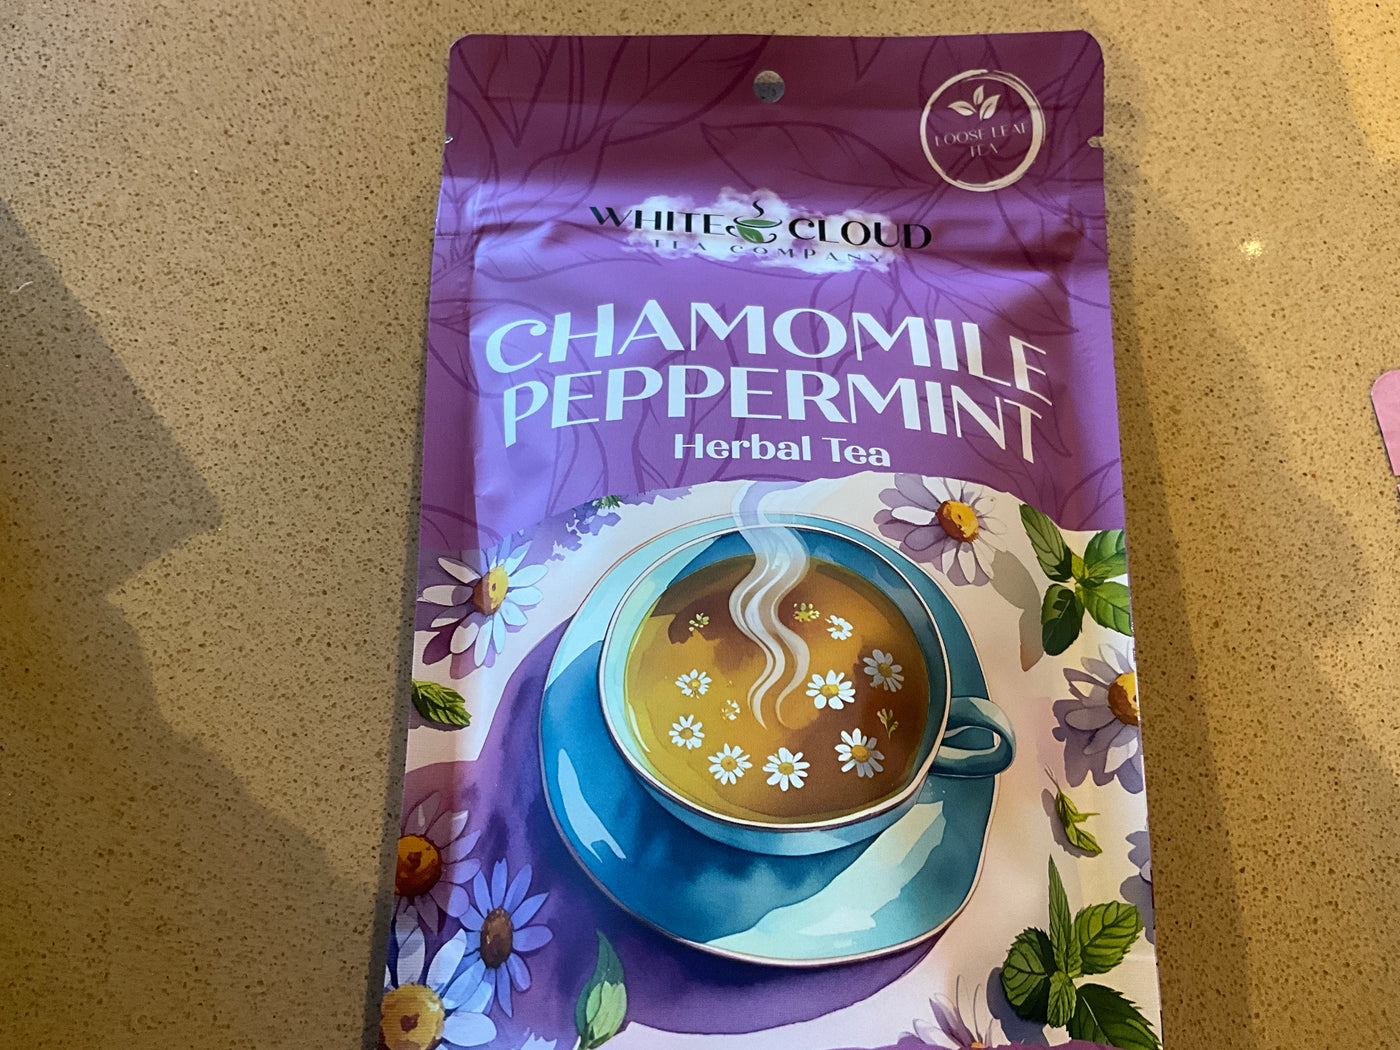 LOOSE LEAF
TEA
WHITE CLOUD
TEA COMPANY
CHAMOMILE
PEPPERMINT
Herbal Tea